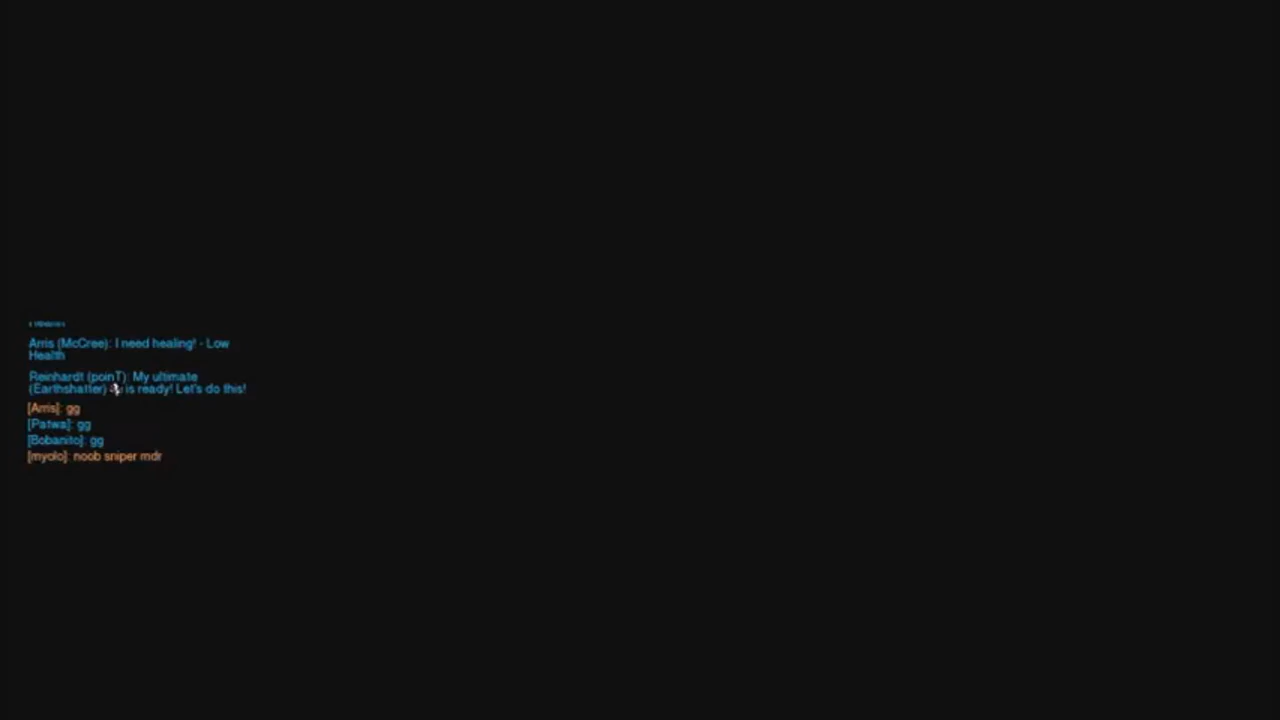 Arris (McCree): I need healing! - Low
Health
Reinhardt (poinT): My ultimate
(Earthshatter) is ready! Let's do this!
[Arris]: gg
[Patwa]: gg
[Bobanito]: gg
[myolo]: noob sniper mdr